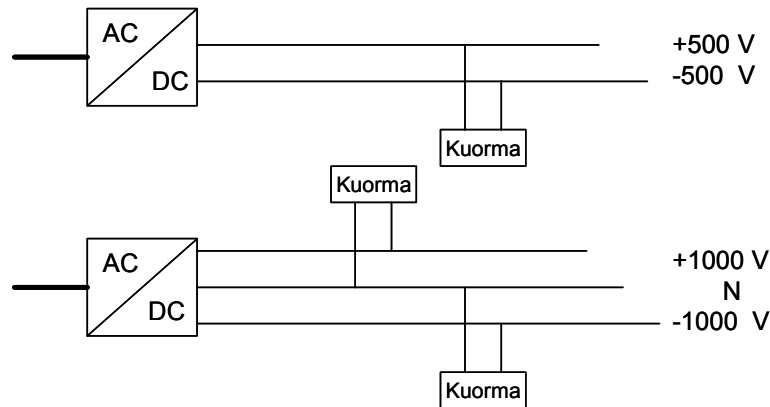 AC
DC
+500 V
-500 V
Kuorma
Kuorma
AC
DC
+1000 V
N
-1000 V
Kuorma